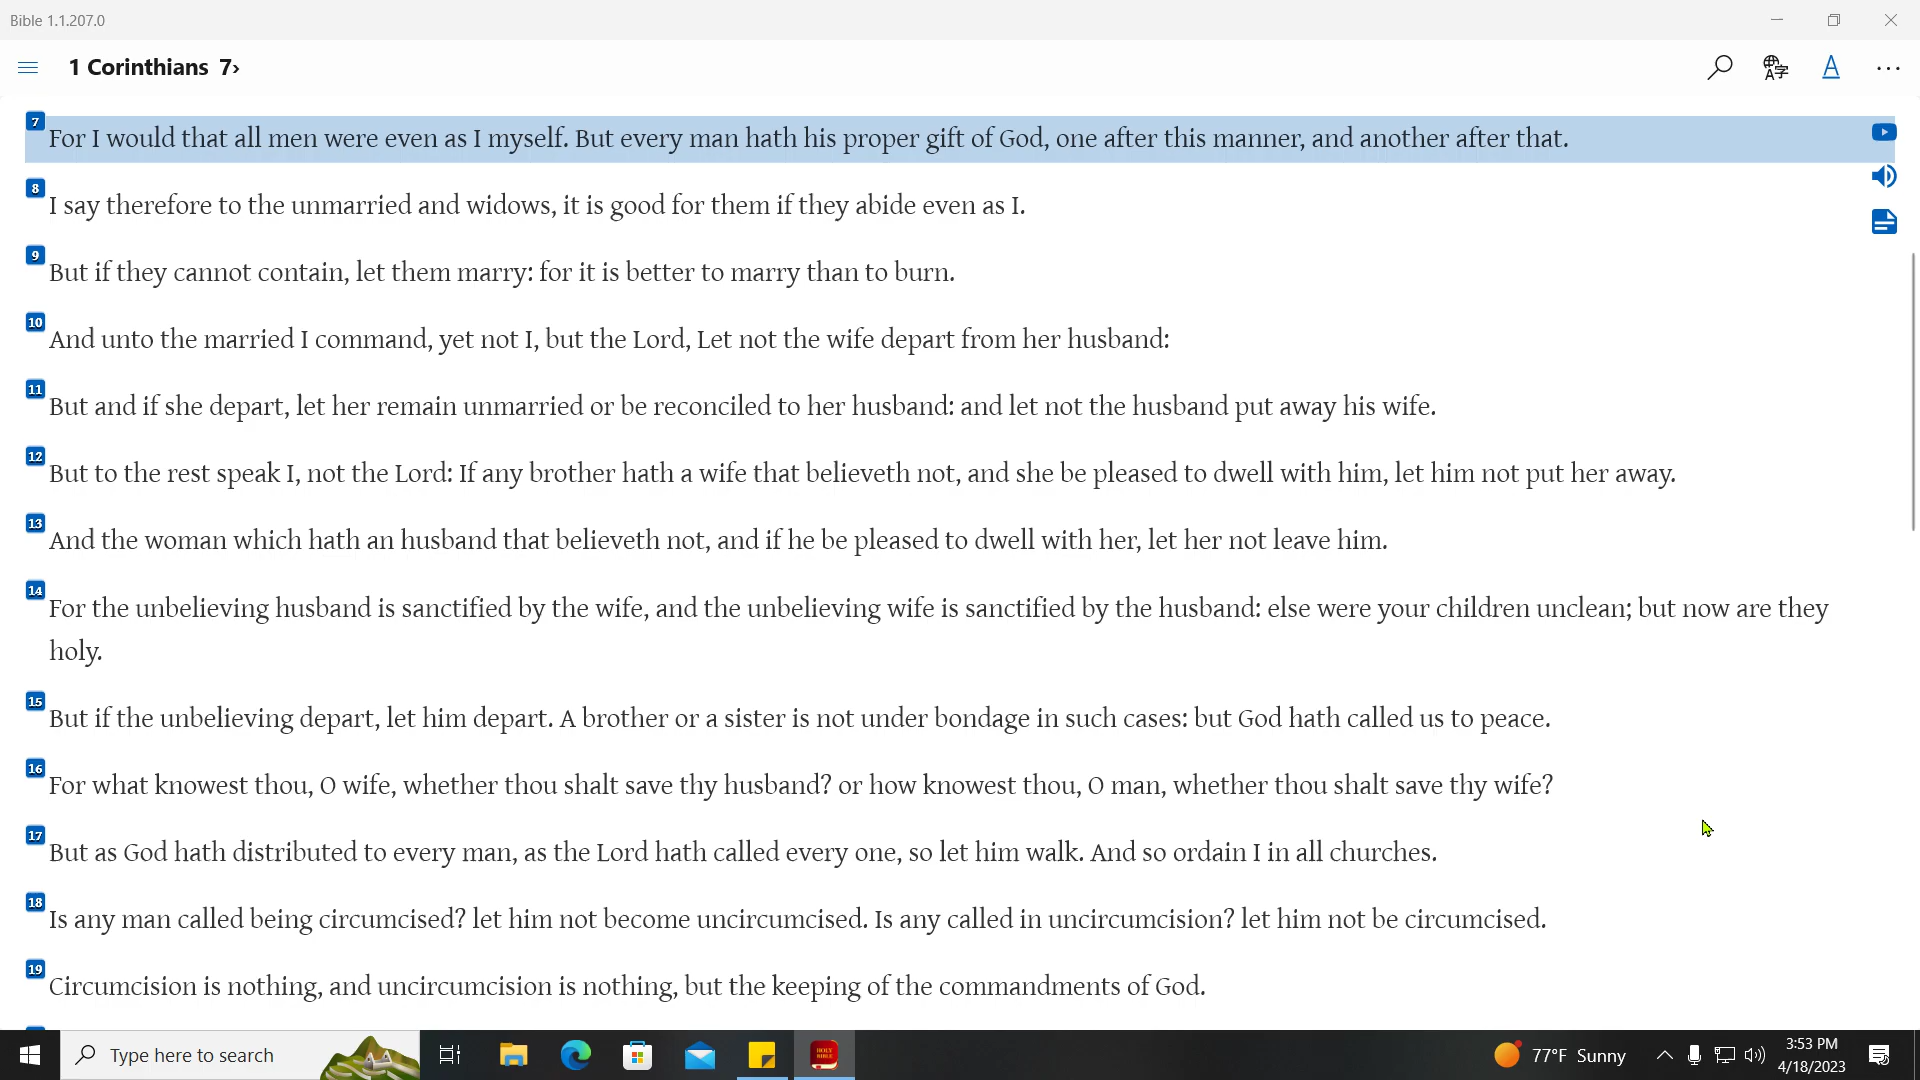 Bible 1.1.207.0
1 Corinthians 7›
7 For I would that all men were even as I myself. But every man hath his proper gift of God, one after this manner, and another after that.
8 I say therefore to the unmarried and widows, it is good for them if they abide even as I.
9 But if they cannot contain, let them marry: for it is better to marry than to burn.
10 And unto the married I command, yet not I, but the Lord, Let not the wife depart from her husband:
11 But and if she depart, let her remain unmarried or be reconciled to her husband: and let not the husband put away his wife.
12 But to the rest speak I, not the Lord: If any brother hath a wife that believeth not, and she be pleased to dwell with him, let him not put her away.
13 And the woman which hath an husband that believeth not, and if he be pleased to dwell with her, let her not leave him.
14 For the unbelieving husband is sanctified by the wife, and the unbelieving wife is sanctified by the husband: else were your children unclean; but now are they
holy.
15 But if the unbelieving depart, let him depart. A brother or a sister is not under bondage in such cases: but God hath called us to peace.
16 For what knowest thou, O wife, whether thou shalt save thy husband? or how knowest thou, O man, whether thou shalt save thy wife?
17 But as God hath distributed to every man, as the Lord hath called every one, so let him walk. And so ordain I in all churches.
18 Is any man called being circumcised? let him not become uncircumcised. Is any called in uncircumcision? let him not be circumcised.
19 Circumcision is nothing, and uncircumcision is nothing, but the keeping of the commandments of God.
Type here to search
HOLY
BIBLE
77°F Sunny
3:53 PM
4/18/2023